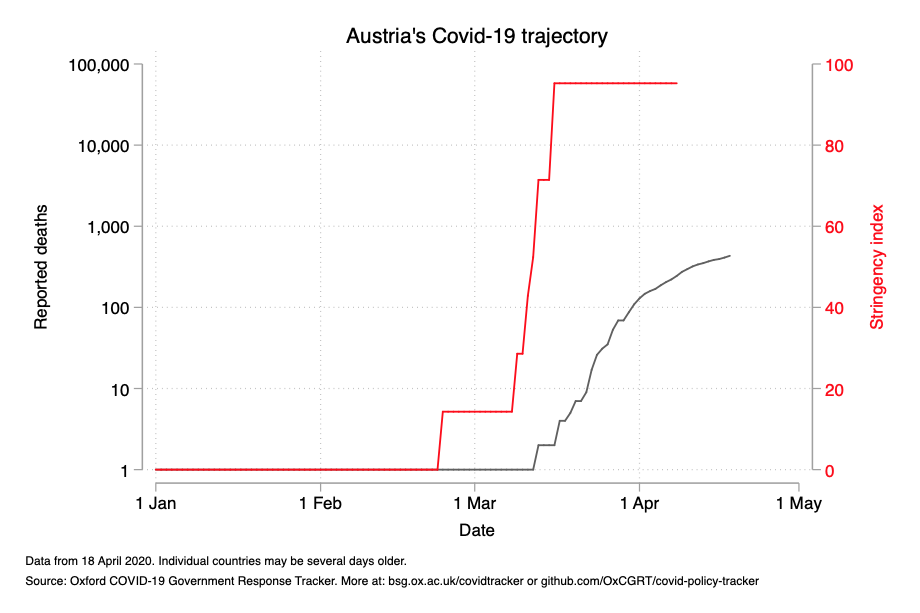 Austria's Covid-19 trajectory
100,000
10,000
1,000
100
10
1
Reported deaths
100
80
60
40
20
0
Stringency index
1 Jan
1 Feb
1 Mar
1 Apr
1 May
Date
Data from 18 April 2020. Individual countries may be several days older.
Source: Oxford COVID-19 Government Response Tracker. More at: bsg.ox.ac.uk/covidtracker or github.com/OxCGRT/covid-policy-tracker